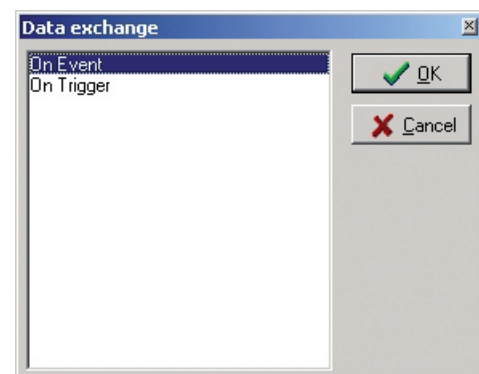 Data exchange
On Event
On Trigger
OK
Cancel